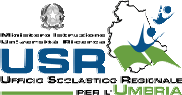 Ministero Istruzione
Università Ricerca
USR
Ufficio Scolastico Regionale
per l'Umbria